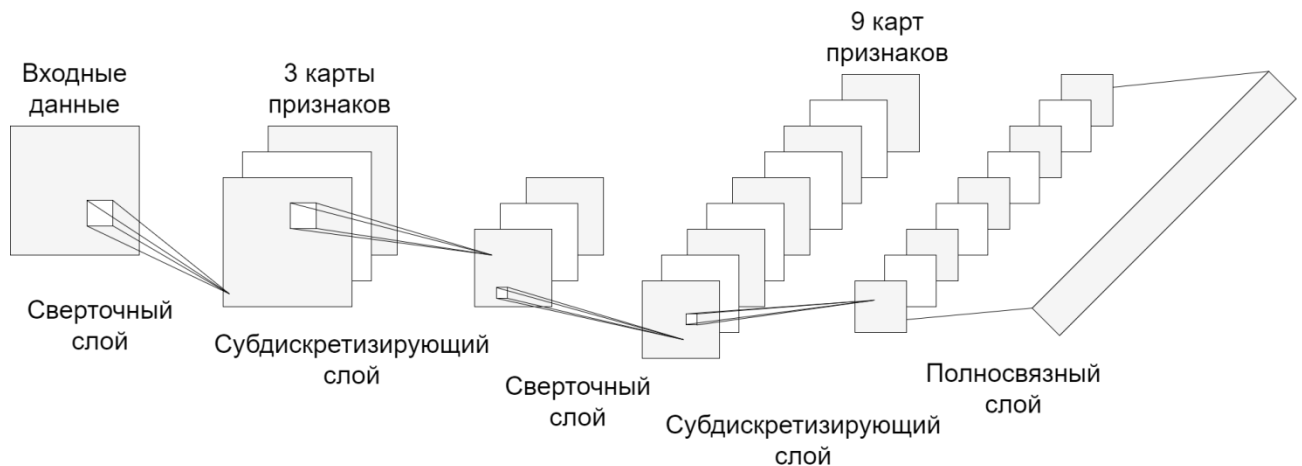 Входные
данные
3 карты
признаков
9 карт
признаков
Сверточный
слой
Субдискретизирующий
слой
Сверточный
слой
Субдискретизирующий
слой
Полносвязный
слой